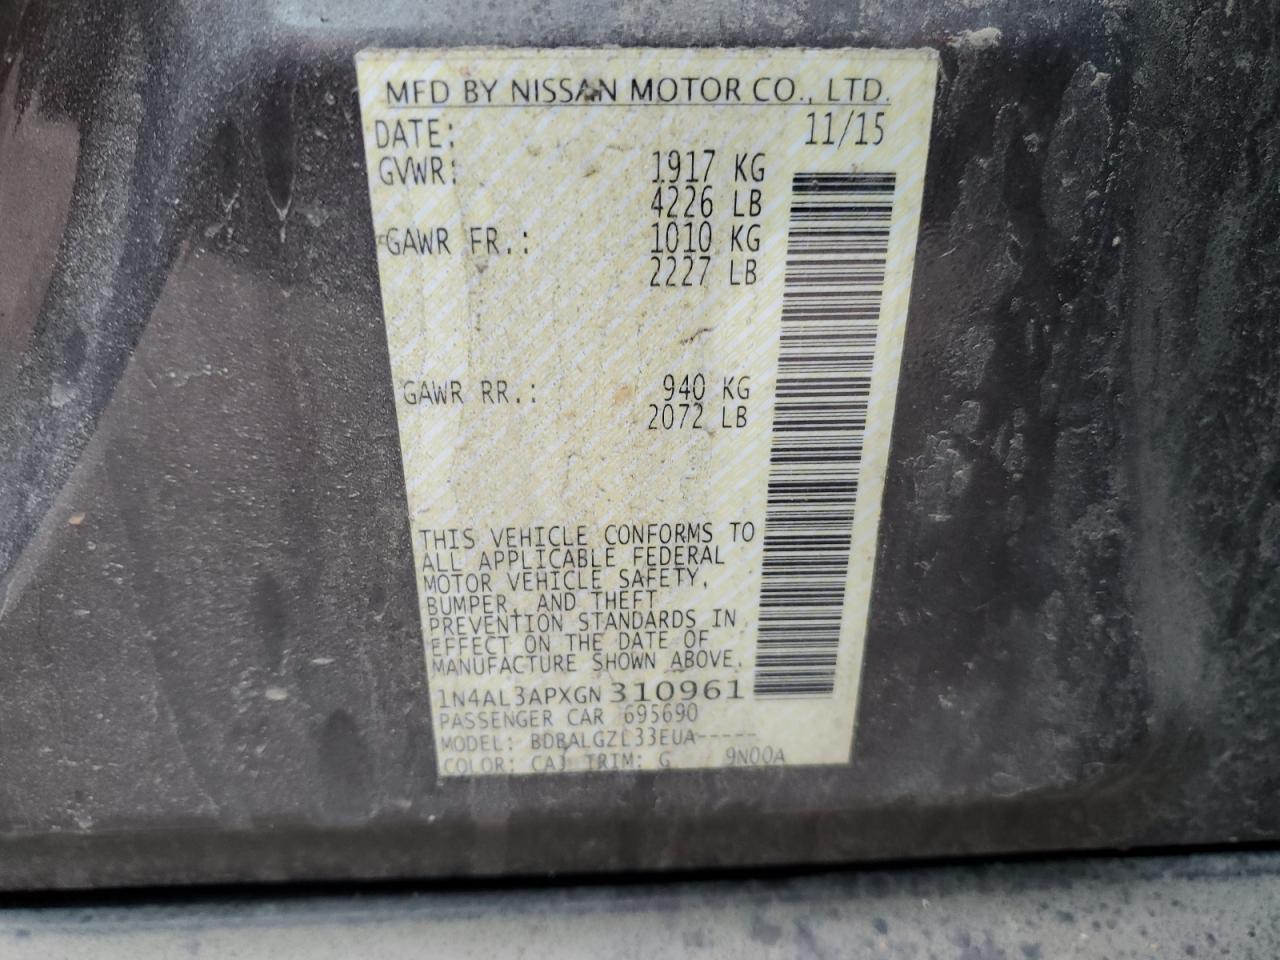 MFD BY NISSAN MOTOR CO., LTD.
DATE: 11/15
GVWR: 1917 KG
4226 LB
GAWR FR.: 1010 KG
2227 LB
GAWR RR.: 940 KG
2072 LB
THIS VEHICLE CONFORMS TO
ALL APPLICABLE FEDERAL
MOTOR VEHICLE SAFETY,
BUMPER, AND THEFT
PREVENTION STANDARDS IN
EFFECT ON THE DATE OF
MANUFACTURE SHOWN ABOVE.
1N4AL3APXGN310961
PASSENGER CAR 695690
MODEL: BDBALGZL33EUA-----
COLOR: CAJ TRIM: G 9N00A